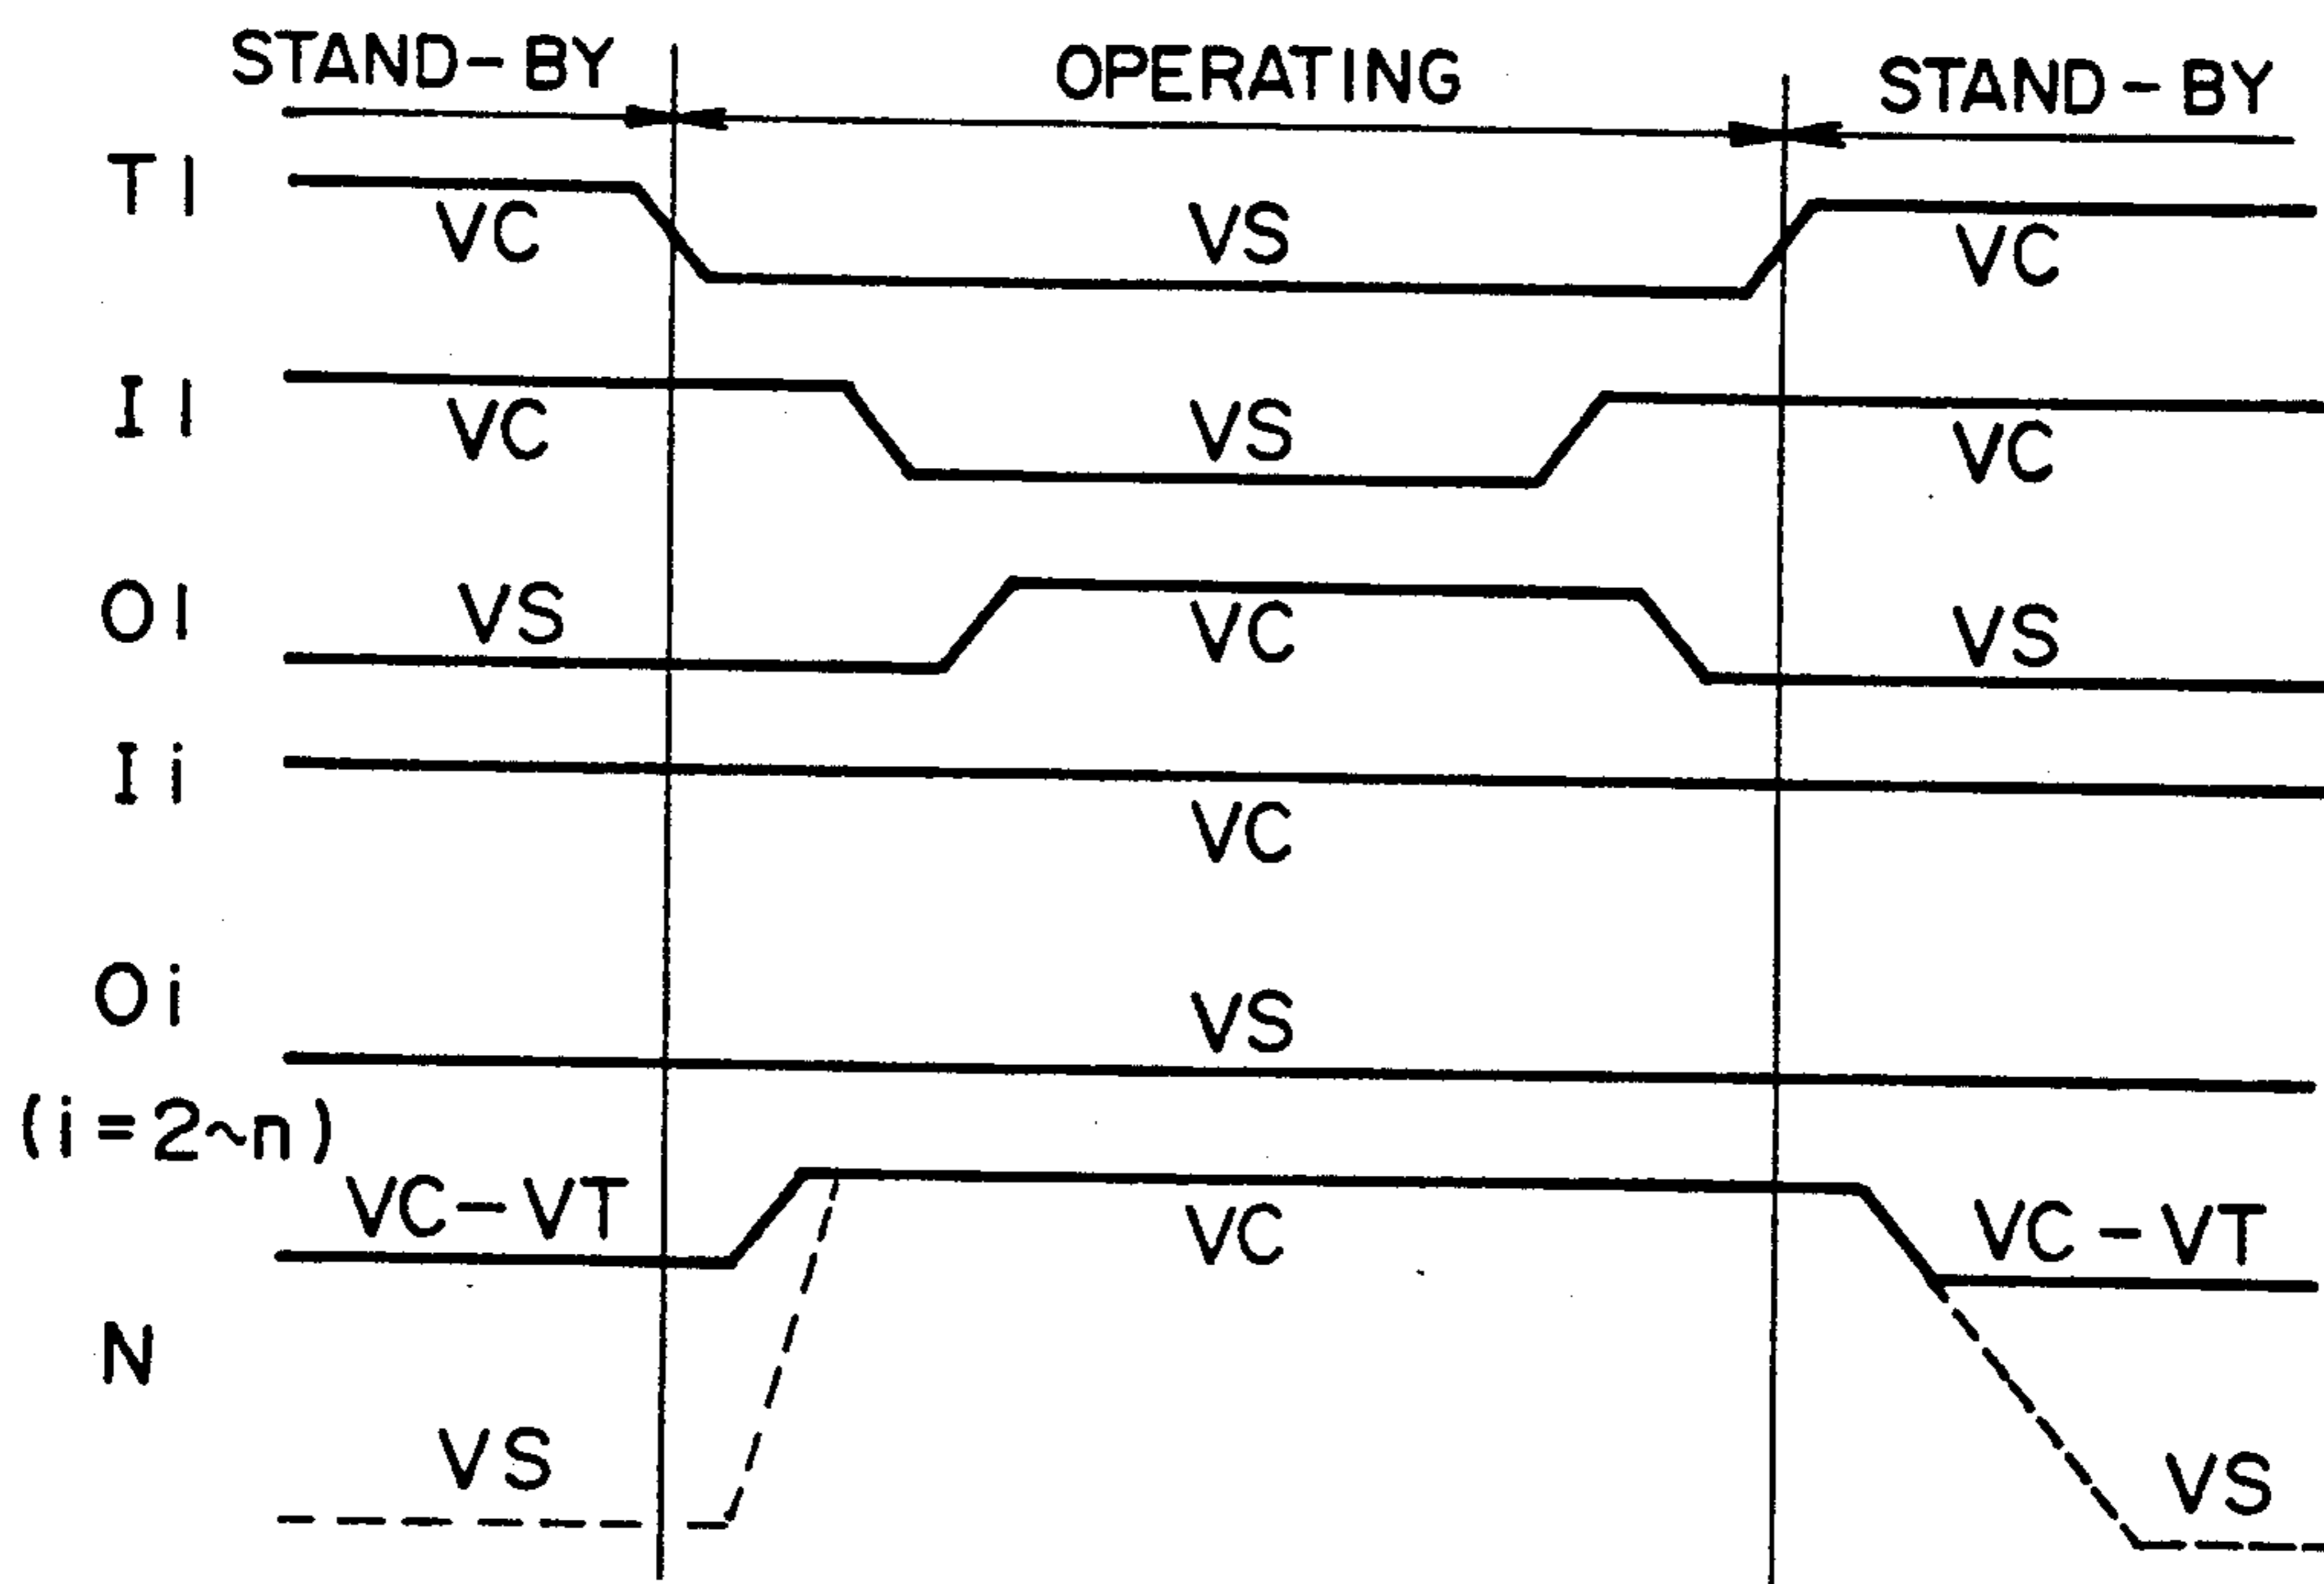 STAND-BY OPERATING STAND-BY
T1
VC VS VC
I1
VC VS VC
O1 VS VC VS
Ii
VC
Oi VS
(i=2~n)
VC-VT VC VC-VT
N
VS VS